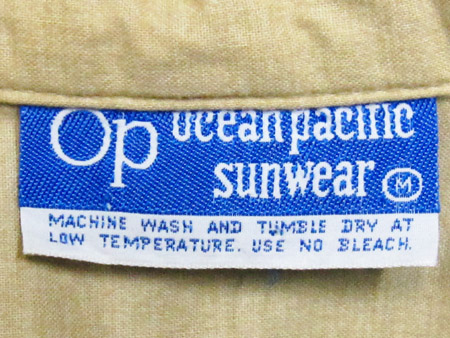 Op ocean pacific
sunwear M
MACHINE WASH AND TUMBLE DRY AT
LOW TEMPERATURE. USE NO BLEACH.